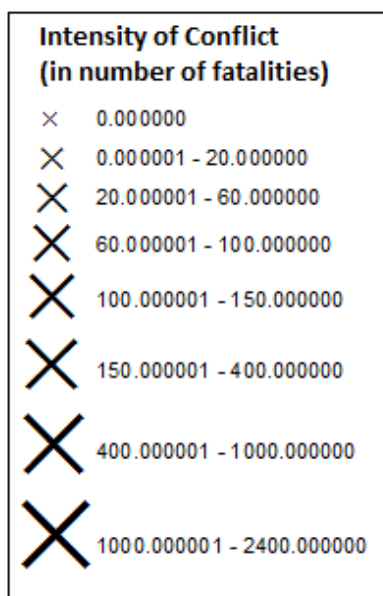 Intensity of Conflict
(in number of fatalities)
0.000000
0.000001 - 20.000000
20.000001 - 60.000000
60.000001 - 100.000000
100.000001 - 150.000000
150.000001 - 400.000000
400.000001 - 1000.000000
1000.000001 - 2400.000000